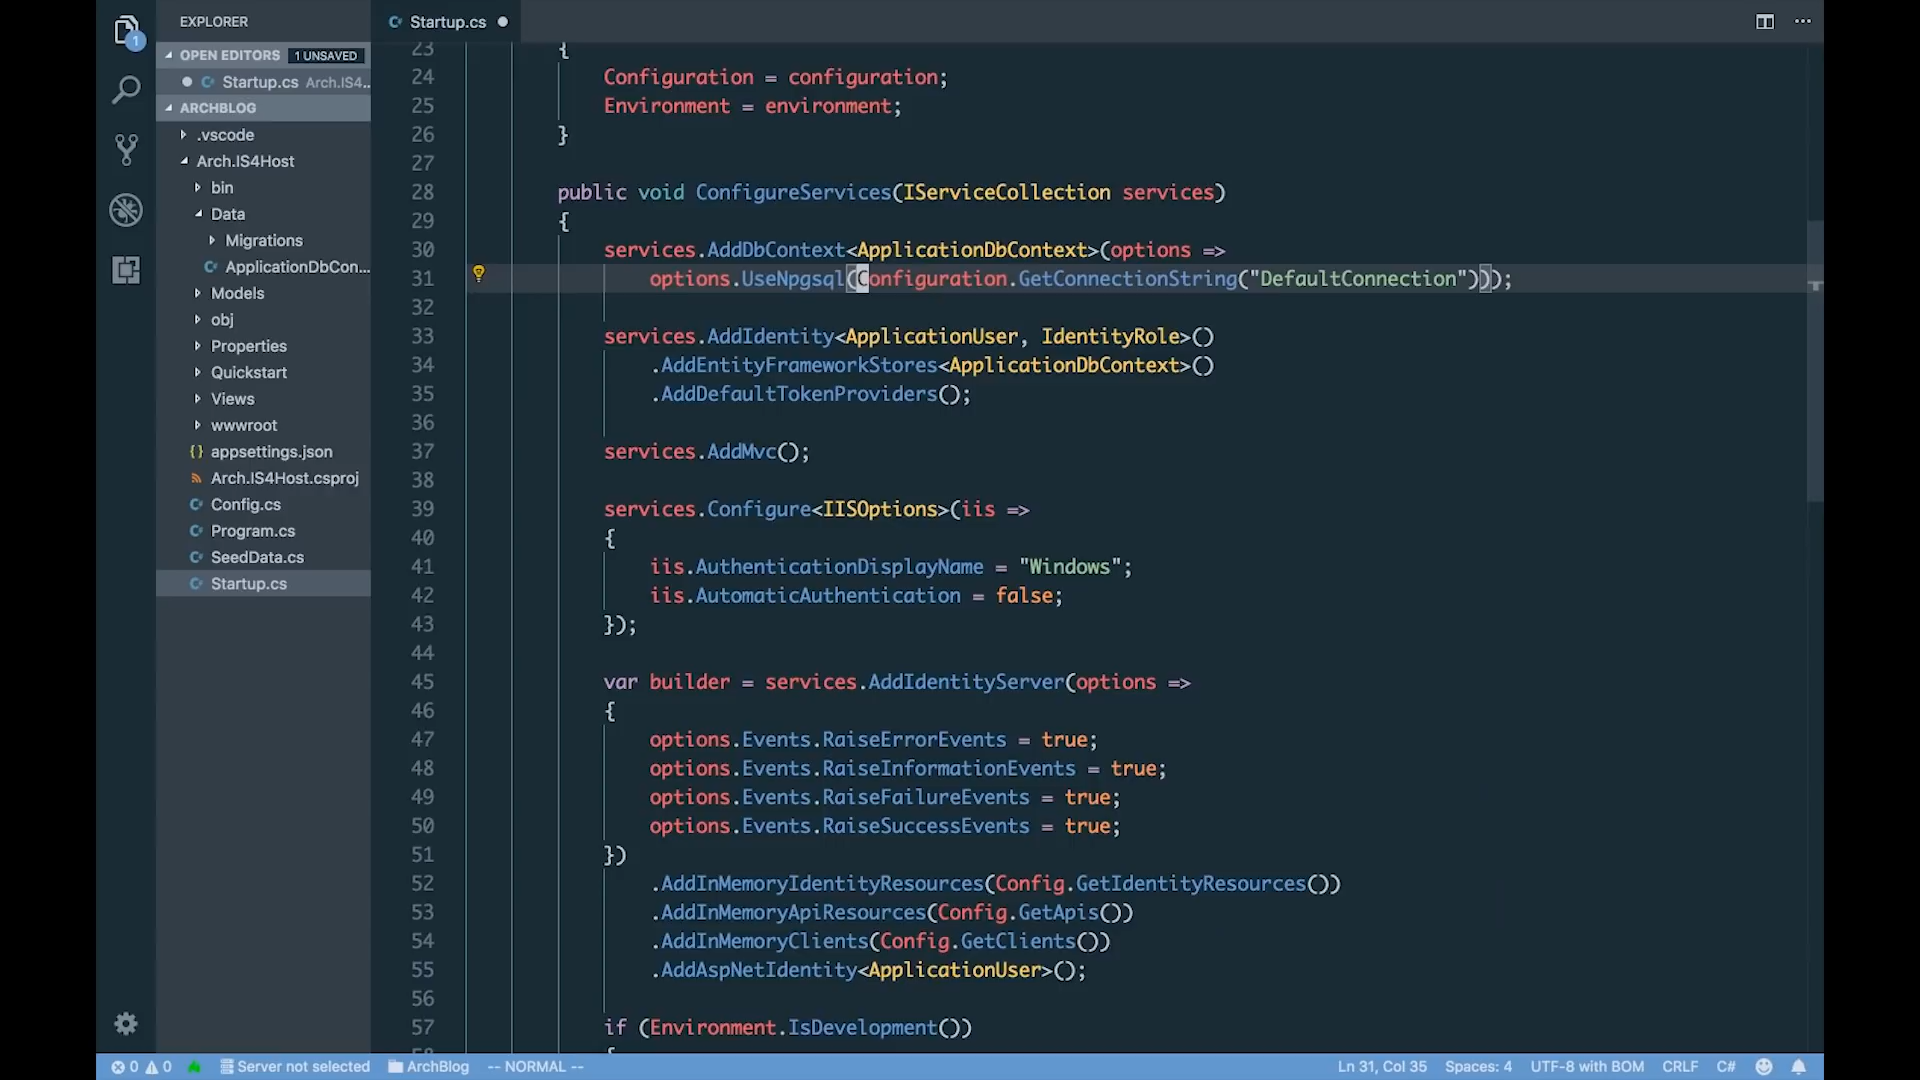 EXPLORER
OPEN EDITORS 1 UNSAVED
Startup.cs Arch.IS4...
ARCHBLOG
.vscode
Arch.IS4Host
bin
Data
Migrations
ApplicationDbCon...
Models
obj
Properties
Quickstart
Views
wwwroot
appsettings.json
Arch.IS4Host.csproj
Config.cs
Program.cs
SeedData.cs
Startup.cs
1
Startup.cs
23 {
24 Configuration = configuration;
25 Environment = environment;
26 }
27
28 public void ConfigureServices(IServiceCollection services)
29 {
30 services.AddDbContext<ApplicationDbContext>(options =>
31 options.UseNpgsql(Configuration.GetConnectionString("DefaultConnection")));
32
33 services.AddIdentity<ApplicationUser, IdentityRole>()
34 .AddEntityFrameworkStores<ApplicationDbContext>()
35 .AddDefaultTokenProviders();
36
37 services.AddMvc();
38
39 services.Configure<IISOptions>(iis =>
40 {
41 iis.AuthenticationDisplayName = "Windows";
42 iis.AutomaticAuthentication = false;
43 });
44
45 var builder = services.AddIdentityServer(options =>
46 {
47 options.Events.RaiseErrorEvents = true;
48 options.Events.RaiseInformationEvents = true;
49 options.Events.RaiseFailureEvents = true;
50 options.Events.RaiseSuccessEvents = true;
51 })
52 .AddInMemoryIdentityResources(Config.GetIdentityResources())
53 .AddInMemoryApiResources(Config.GetApis())
54 .AddInMemoryClients(Config.GetClients())
55 .AddAspNetIdentity<ApplicationUser>();
56
57 if (Environment.IsDevelopment())
0 0 Server not selected ArchBlog -- NORMAL -- Ln 31, Col 35 Spaces: 4 UTF-8 with BOM CRLF C#